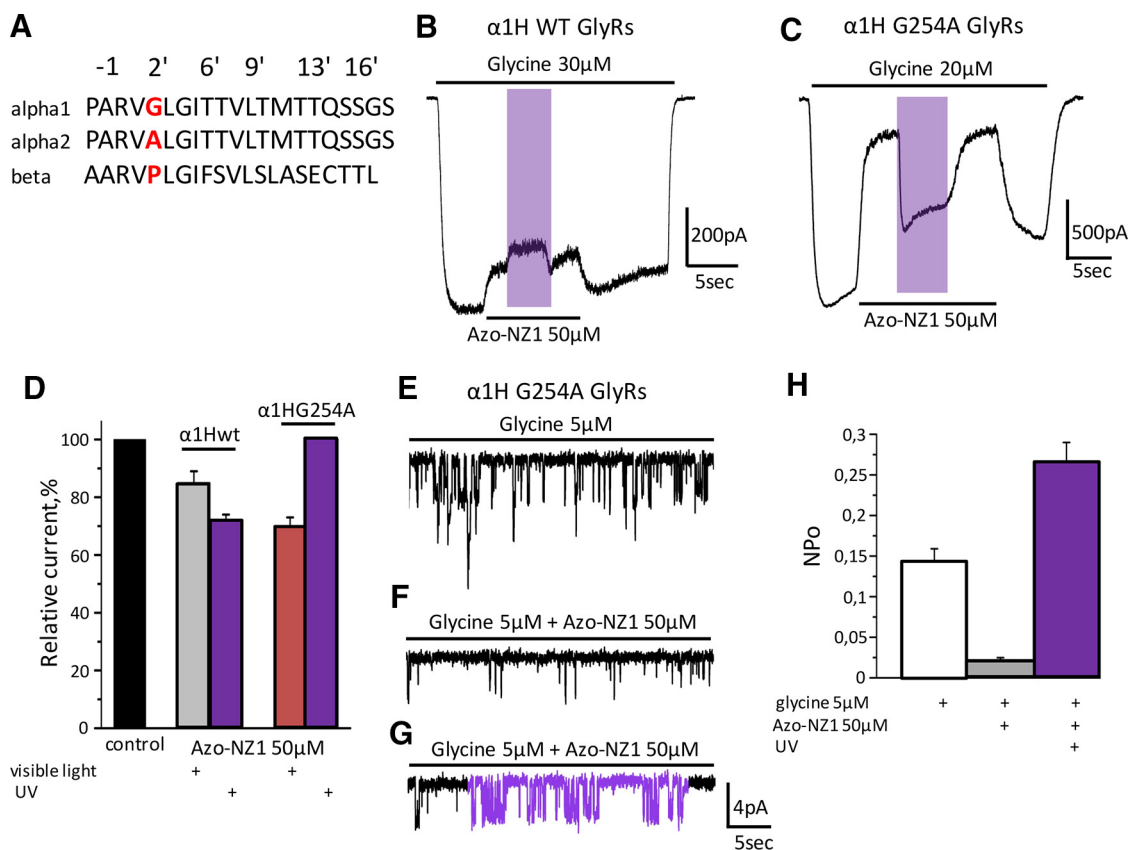 A
-1 2' 6' 9' 13' 16'
alpha1 PARVGLGITTVLTMTTQSSGS
alpha2 PARVALGITTVLTMTTQSSGS
beta AARVPLGIFSVLSLASECTTL
B
α1H WT GlyRs
Glycine 30µM
200pA
5sec
Azo-NZ1 50µM
C
α1H G254A GlyRs
Glycine 20µM
500pA
5sec
Azo-NZ1 50µM
D
Relative current,%
100
80
60
40
20
0
α1Hwt
α1HG254A
control
Azo-NZ1 50µM
visible light + +
UV + +
E
α1H G254A GlyRs
Glycine 5µM
F
Glycine 5µM + Azo-NZ1 50µM
G
Glycine 5µM + Azo-NZ1 50µM
4pA
5sec
H
NPo
0,3
0,25
0,2
0,15
0,1
0,05
0
glycine 5µM + + +
Azo-NZ1 50µM + +
UV +